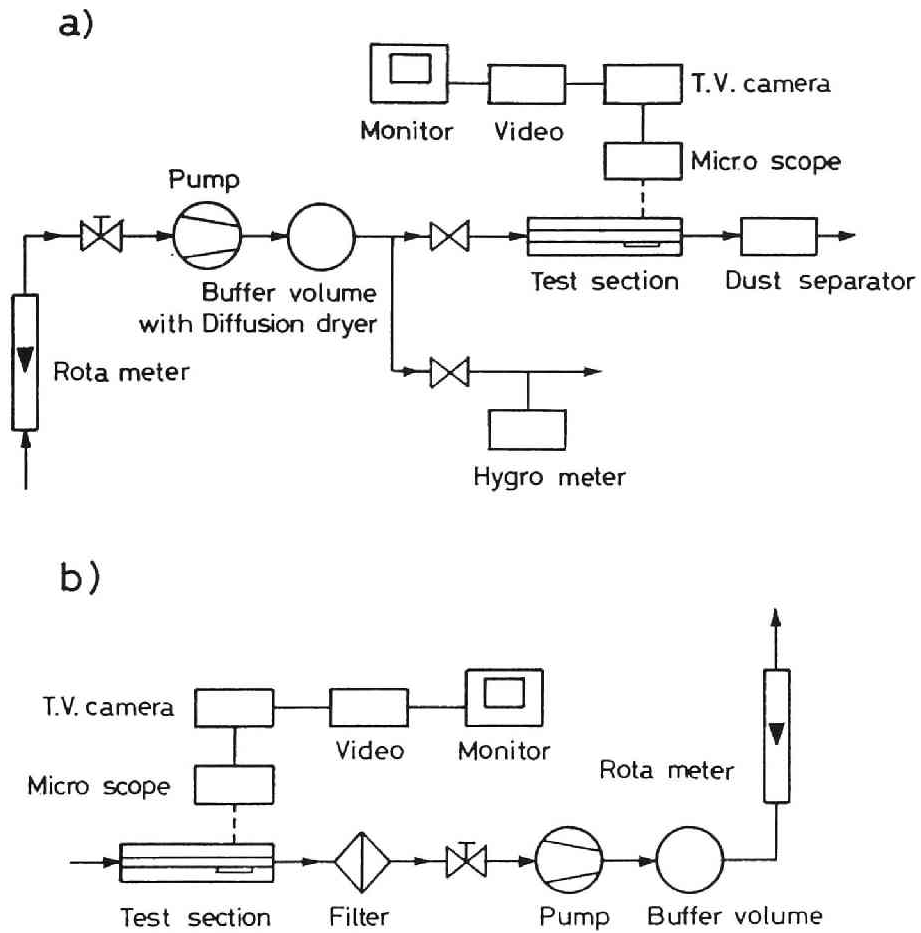 a)
T.V. camera
Monitor
Video
Micro scope
Pump
Test section
Dust separator
Buffer volume
with Diffusion dryer
Rota meter
Hygro meter
b)
T.V. camera
Video
Monitor
Rota meter
Micro scope
Test section
Filter
Pump
Buffer volume